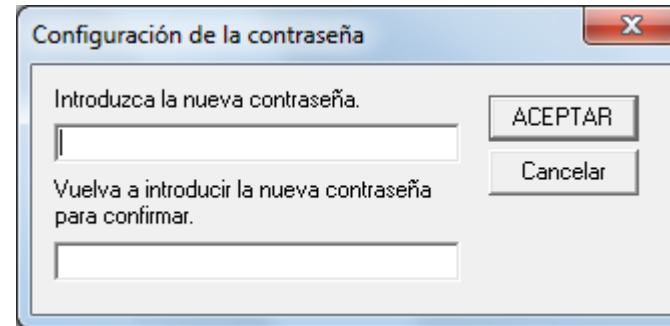 Configuración de la contraseña
Introduzca la nueva contraseña.
ACEPTAR
Cancelar
Vuelva a introducir la nueva contraseña
para confirmar.